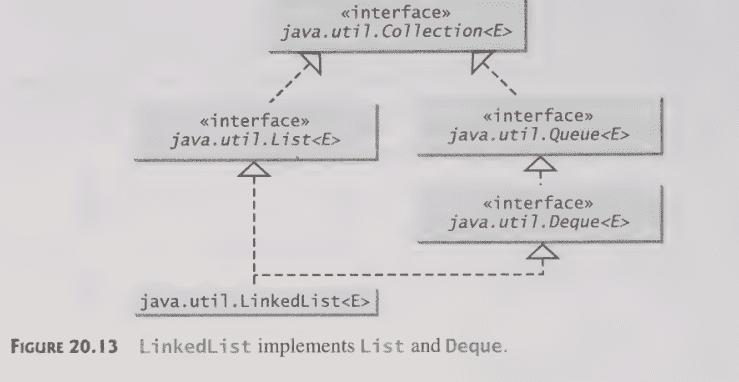 «interface»
java.util.Collection<E>
«interface»
java.util.List<E>
«interface»
java.util.Queue<E>
«interface»
java.util.Deque<E>
java.util.LinkedList<E>
FIGURE 20.13 LinkedList implements List and Deque.